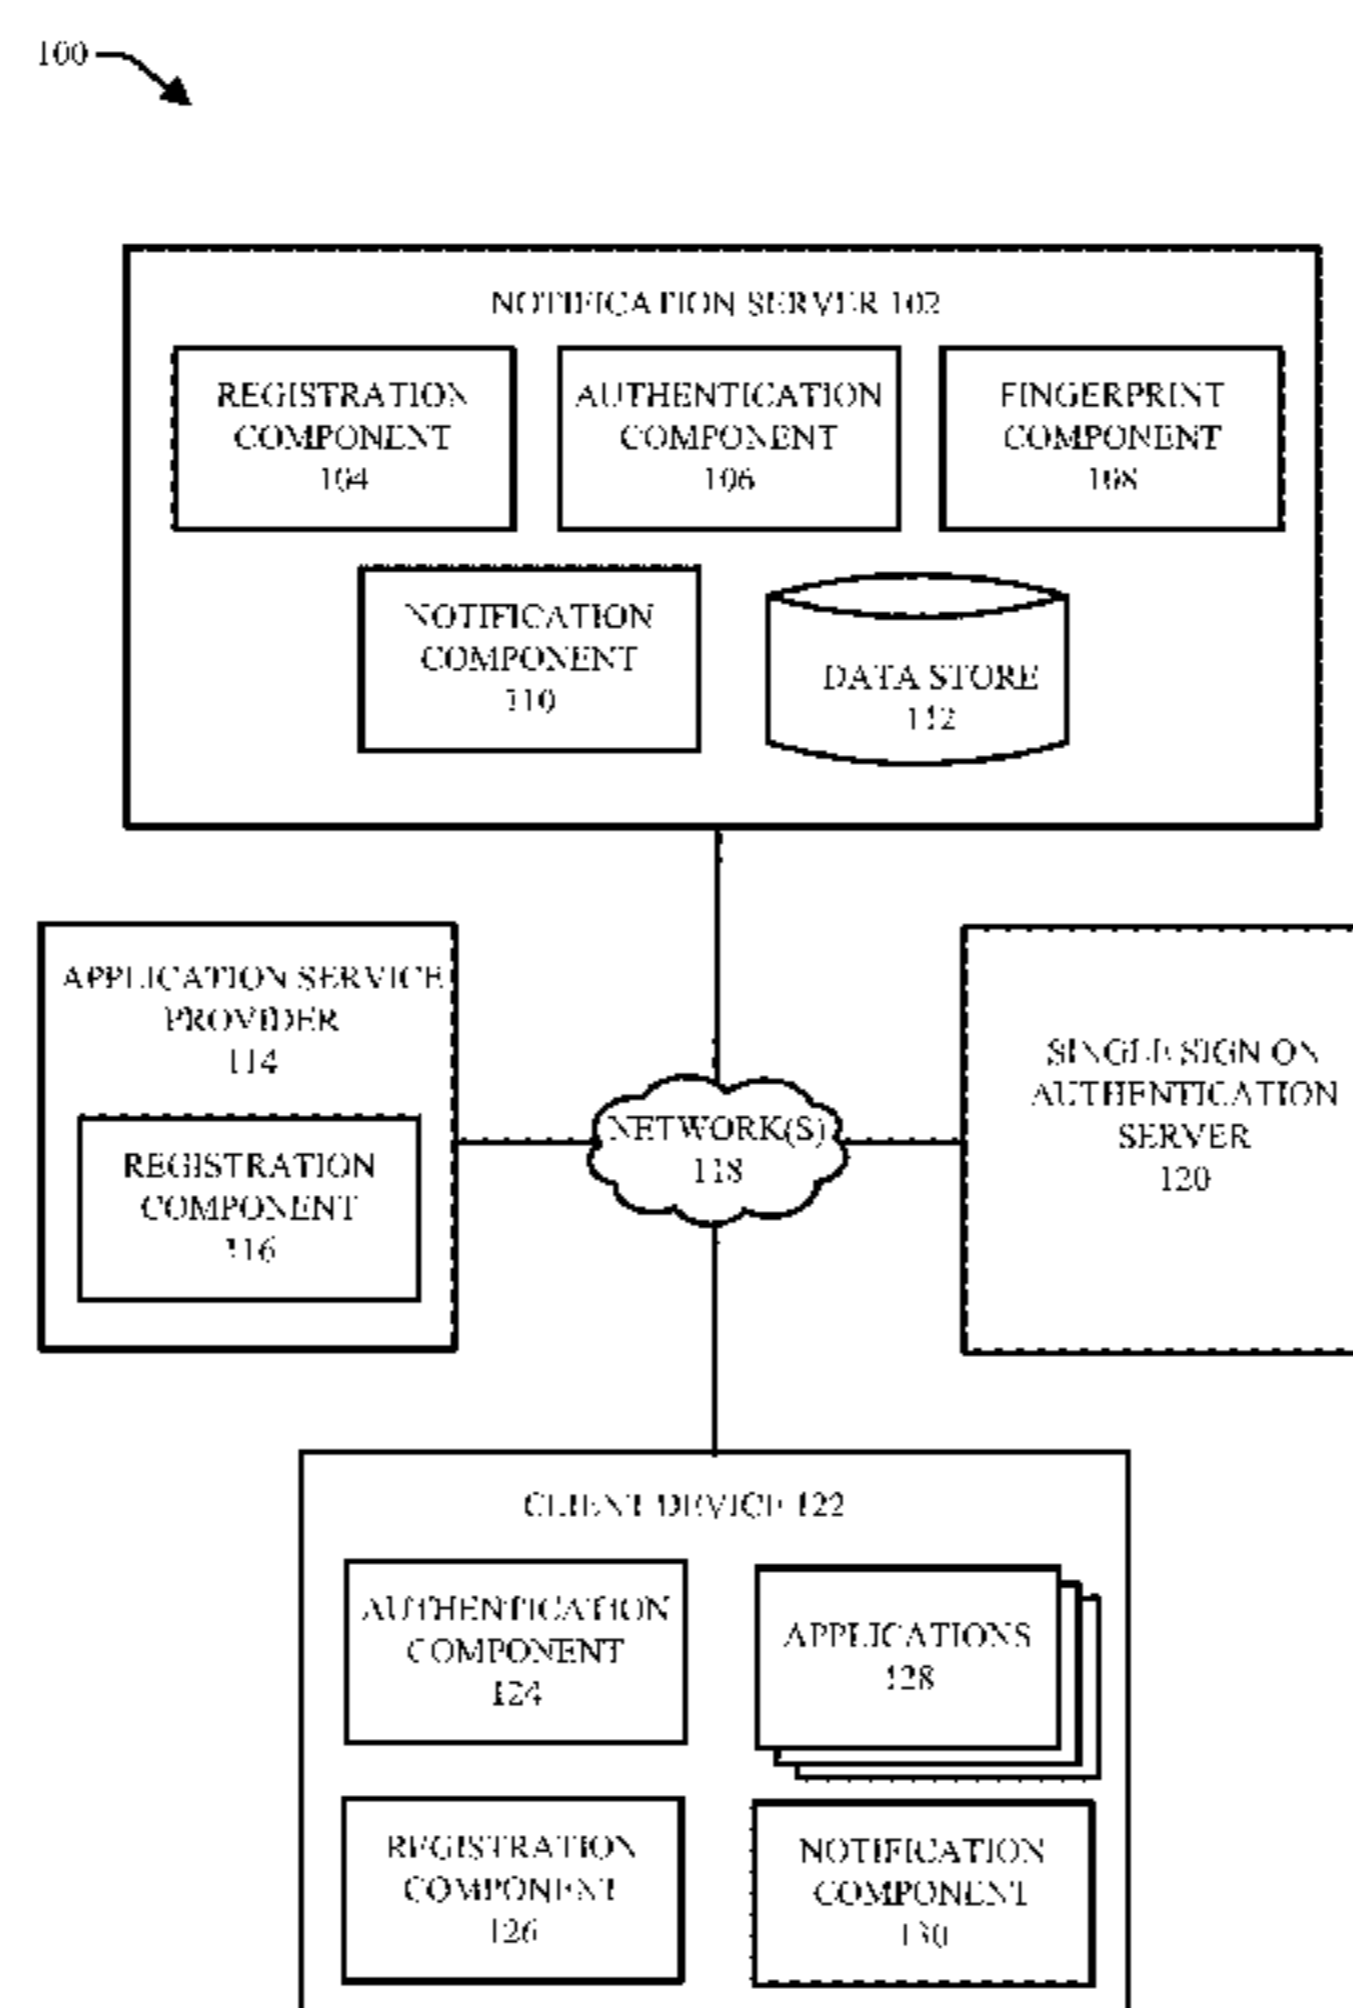 100
NOTIFICATION SERVER 102
REGISTRATION
COMPONENT
104
AUTHENTICATION
COMPONENT
106
FINGERPRINT
COMPONENT
108
NOTIFICATION
COMPONENT
110
DATA STORE
112
APPLICATION SERVICE
PROVIDER
114
REGISTRATION
COMPONENT
116
NETWORK(S)
118
SINGLE SIGN ON
AUTHENTICATION
SERVER
120
CLIENT DEVICE 122
AUTHENTICATION
COMPONENT
124
APPLICATIONS
128
REGISTRATION
COMPONENT
126
NOTIFICATION
COMPONENT
130